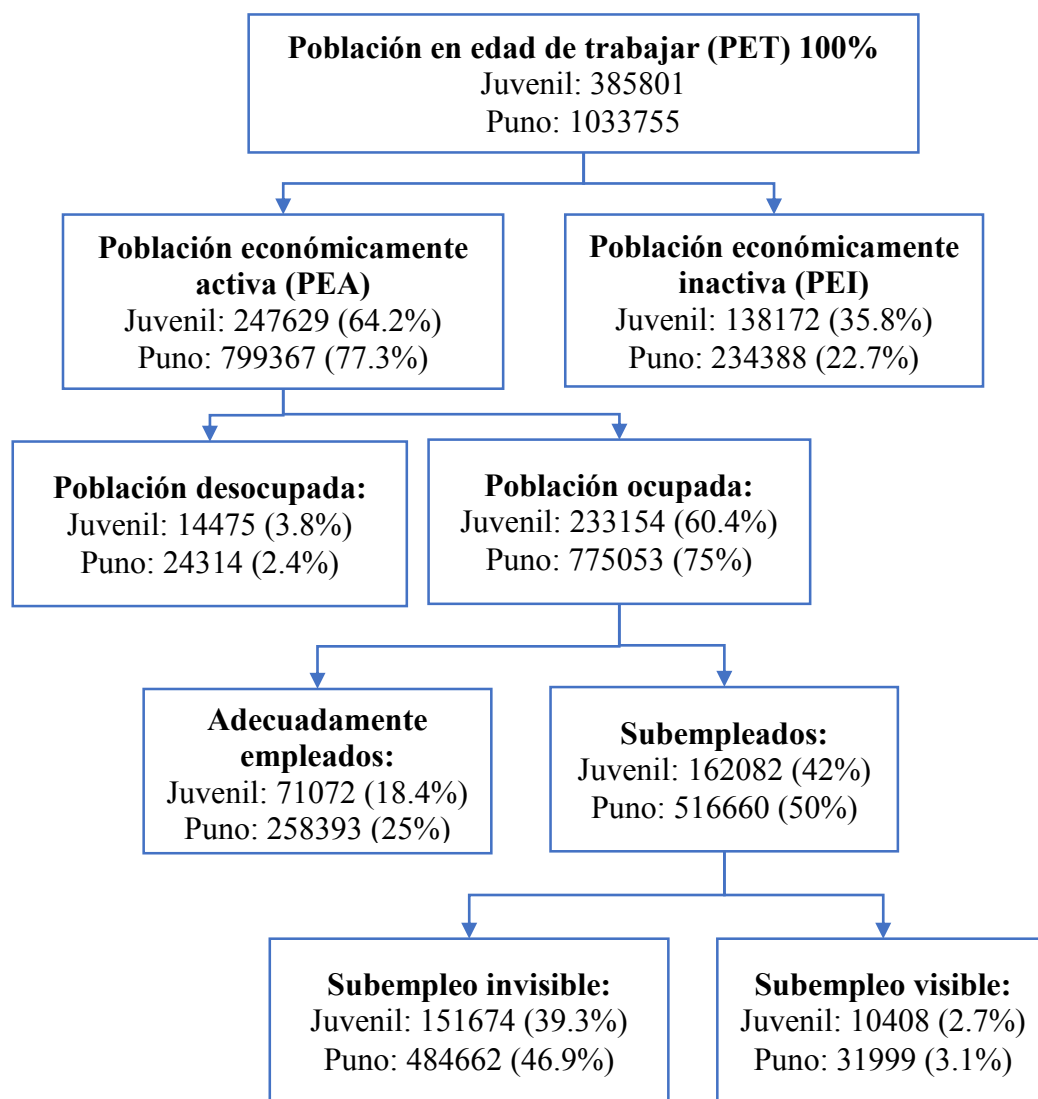 Población en edad de trabajar (PET) 100%
Juvenil: 385801
Puno: 1033755
Población económicamente
activa (PEA)
Juvenil: 247629 (64.2%)
Puno: 799367 (77.3%)
Población económicamente
inactiva (PEI)
Juvenil: 138172 (35.8%)
Puno: 234388 (22.7%)
Población desocupada:
Juvenil: 14475 (3.8%)
Puno: 24314 (2.4%)
Población ocupada:
Juvenil: 233154 (60.4%)
Puno: 775053 (75%)
Adecuadamente
empleados:
Juvenil: 71072 (18.4%)
Puno: 258393 (25%)
Subempleados:
Juvenil: 162082 (42%)
Puno: 516660 (50%)
Subempleo invisible:
Juvenil: 151674 (39.3%)
Puno: 484662 (46.9%)
Subempleo visible:
Juvenil: 10408 (2.7%)
Puno: 31999 (3.1%)